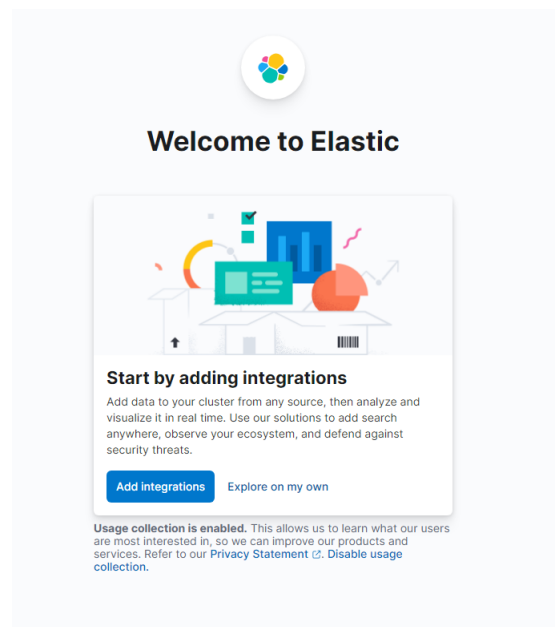 Welcome to Elastic
Start by adding integrations
Add data to your cluster from any source, then analyze and
visualize it in real time. Use our solutions to add search
anywhere, observe your ecosystem, and defend against
security threats.
Add integrations
Explore on my own
Usage collection is enabled. This allows us to learn what our users
are most interested in, so we can improve our products and
services. Refer to our Privacy Statement. Disable usage
collection.